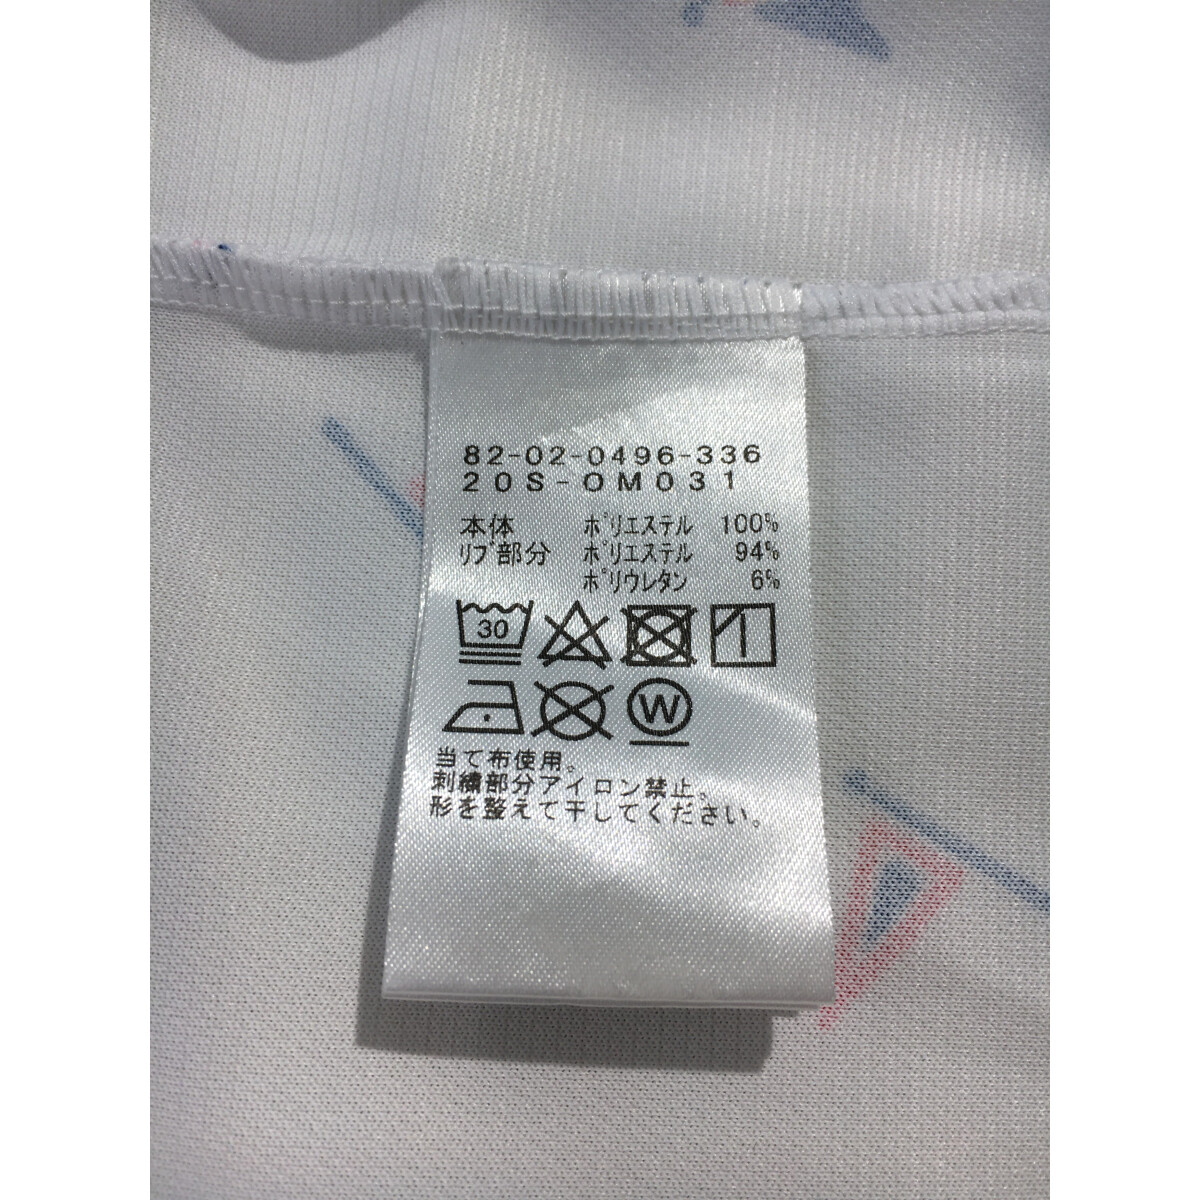 82-02-0496-336
20S-OM031
本体 ポリエステル 100%
リブ部分 ポリエステル 94%
ポリウレタン 6%
30
W
当て布使用。
刺繍部分アイロン禁止。
形を整えて干してください。